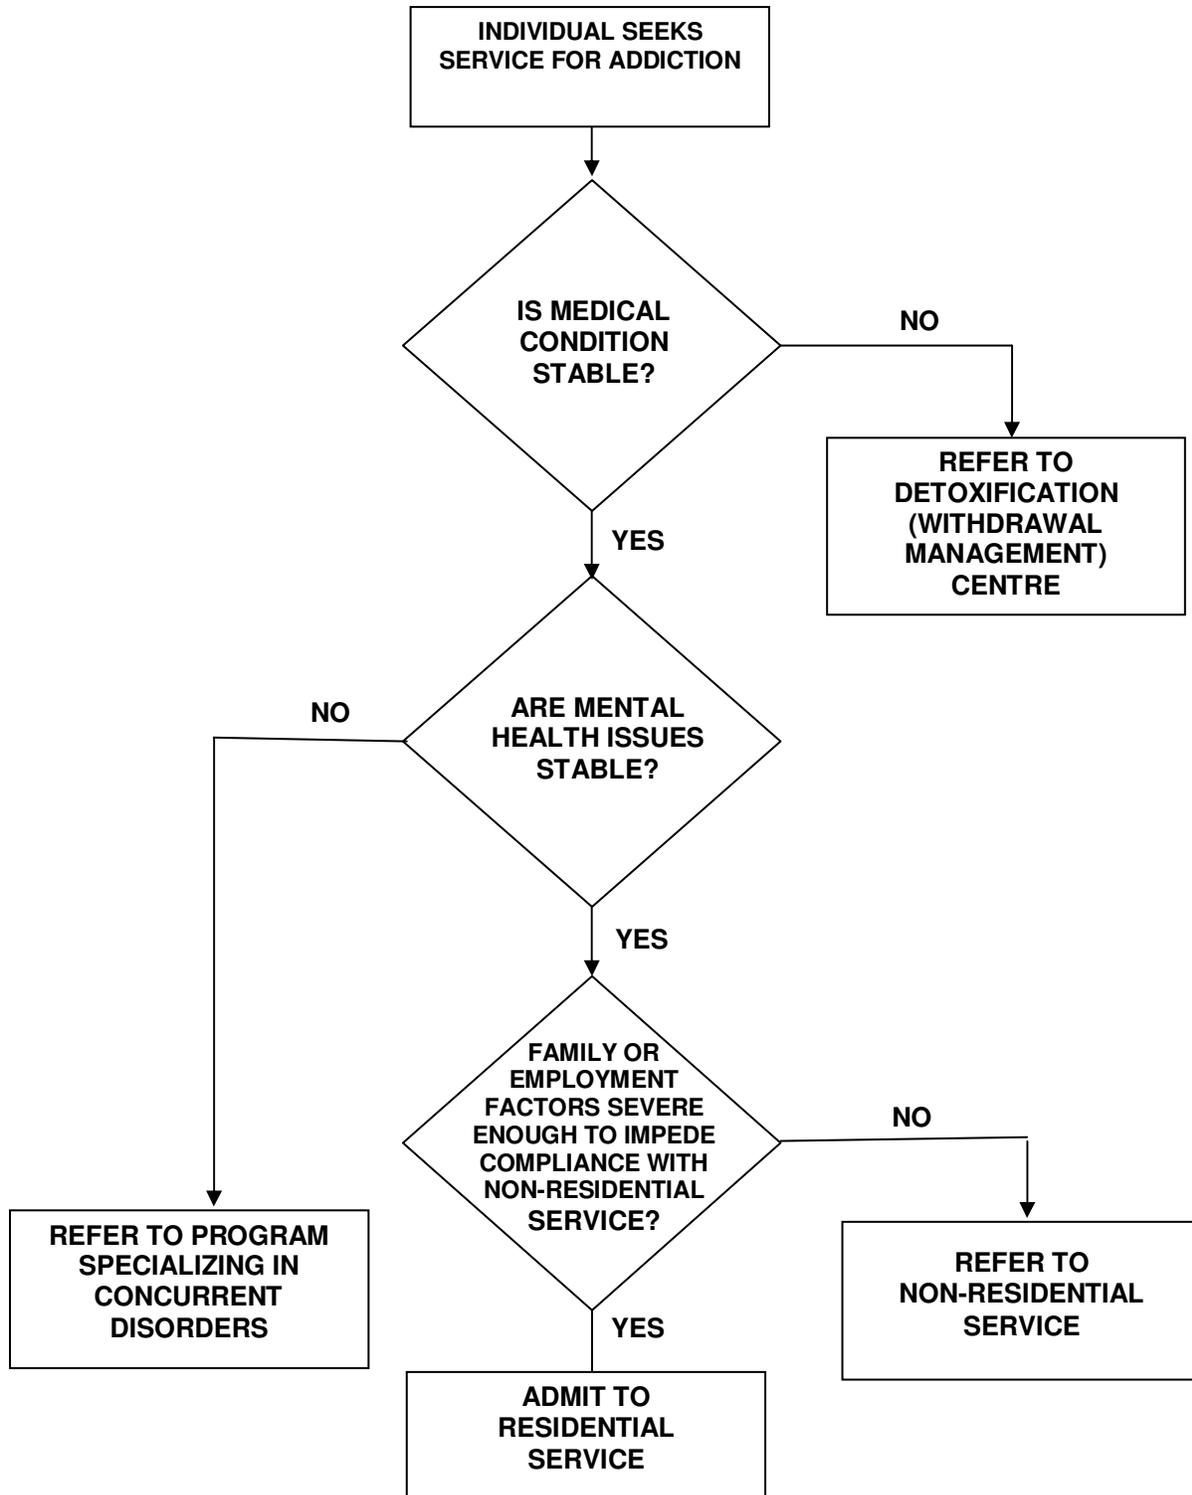 INDIVIDUAL SEEKS
SERVICE FOR ADDICTION
IS MEDICAL
CONDITION
STABLE?
NO
REFER TO
DETOXIFICATION
(WITHDRAWAL
MANAGEMENT)
CENTRE
YES
ARE MENTAL
HEALTH ISSUES
STABLE?
NO
YES
FAMILY OR
EMPLOYMENT
FACTORS SEVERE
ENOUGH TO IMPEDE
COMPLIANCE WITH
NON-RESIDENTIAL
SERVICE?
NO
REFER TO PROGRAM
SPECIALIZING IN
CONCURRENT
DISORDERS
REFER TO
NON-RESIDENTIAL
SERVICE
YES
ADMIT TO
RESIDENTIAL
SERVICE